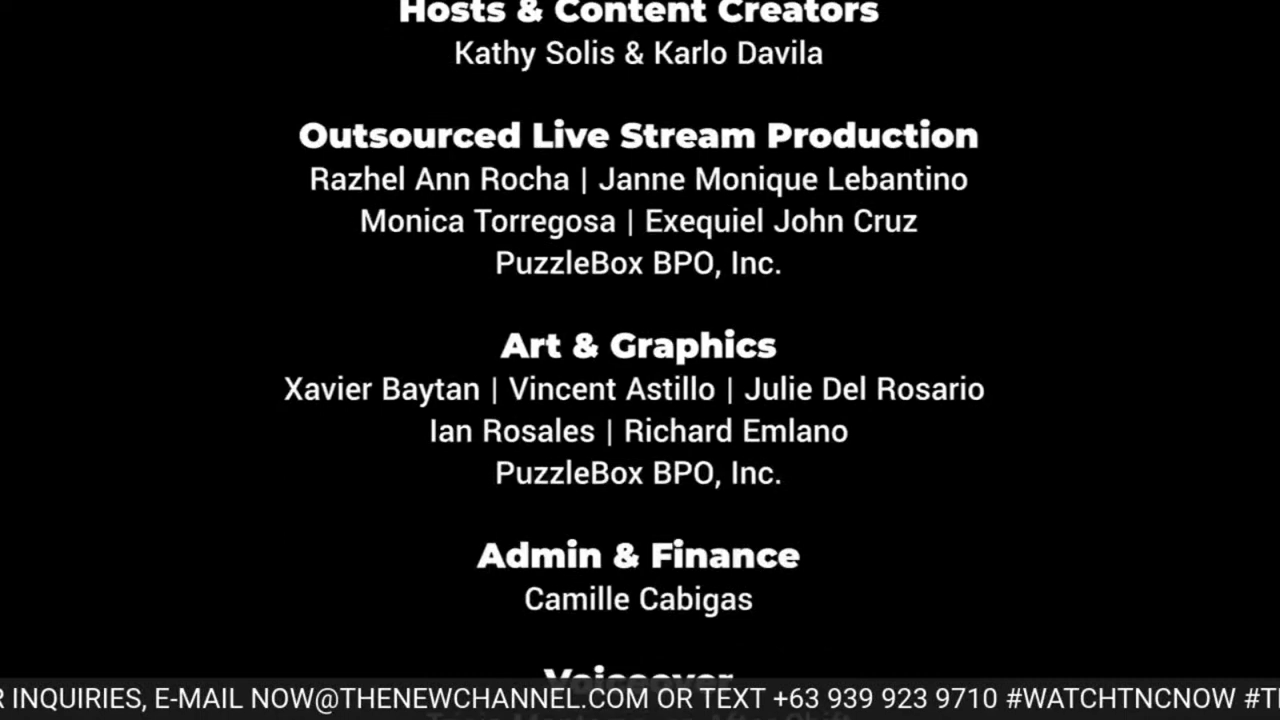 Hosts & Content Creators
Kathy Solis & Karlo Davila
Outsourced Live Stream Production
Razhel Ann Rocha | Janne Monique Lebantino
Monica Torregosa | Exequiel John Cruz
PuzzleBox BPO, Inc.
Art & Graphics
Xavier Baytan | Vincent Astillo | Julie Del Rosario
Ian Rosales | Richard Emlano
PuzzleBox BPO, Inc.
Admin & Finance
Camille Cabigas
Voiceover
R INQUIRIES, E-MAIL NOW@THENEWCHANNEL.COM OR TEXT +63 939 923 9710 #WATCHTNCNOW